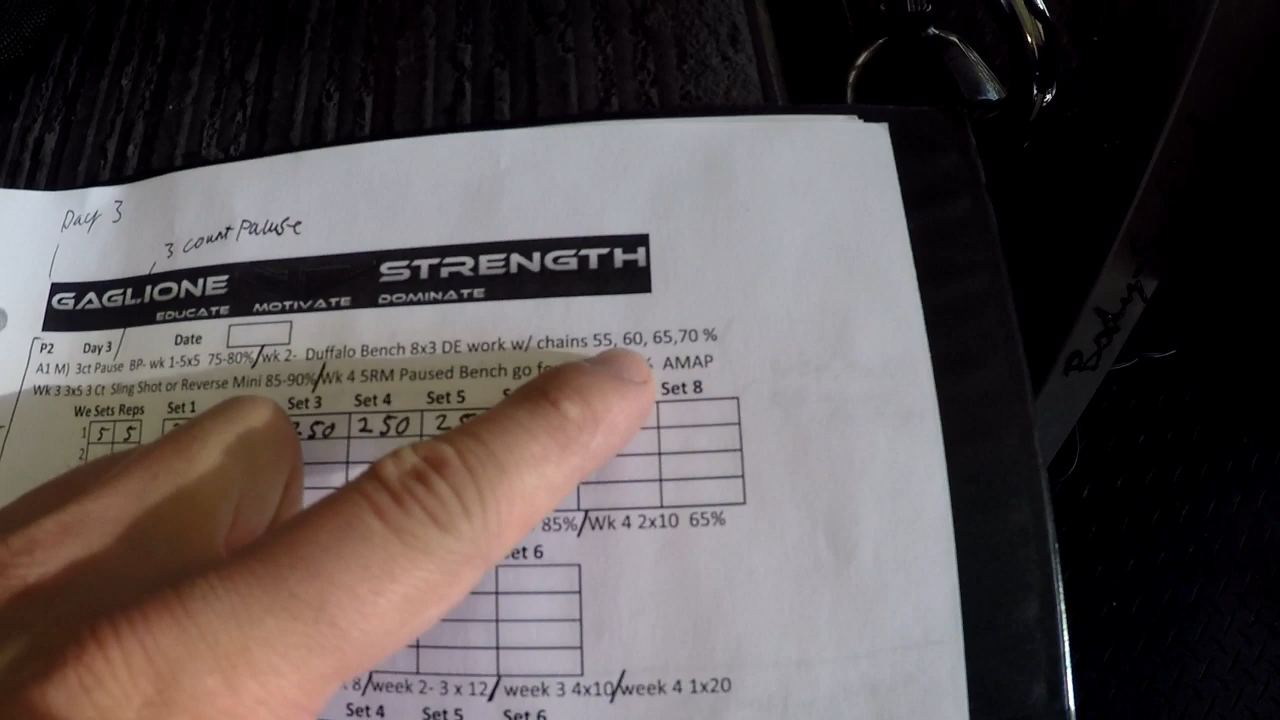 Day 3
3 count Pause
GAGLIONE STRENGTH
EDUCATE MOTIVATE DOMINATE
P2 Day 3 Date
A1 M) 3ct Pause BP- wk 1-5x5 75-80%/wk 2- Duffalo Bench 8x3 DE work w/ chains 55, 60, 65,70 %
Wk 3 3x5 3 Ct Sling Shot or Reverse Mini 85-90%/Wk 4 5RM Paused Bench go % AMAP
We Sets Reps Set 1 Set 3 Set 4 Set 5 Set 8
1 5 5 250 250
2
85%/Wk 4 2x10 65%
Set 6
8/week 2- 3 x 12/ week 3 4x10/week 4 1x20
Set 4 Set 5 Set 6